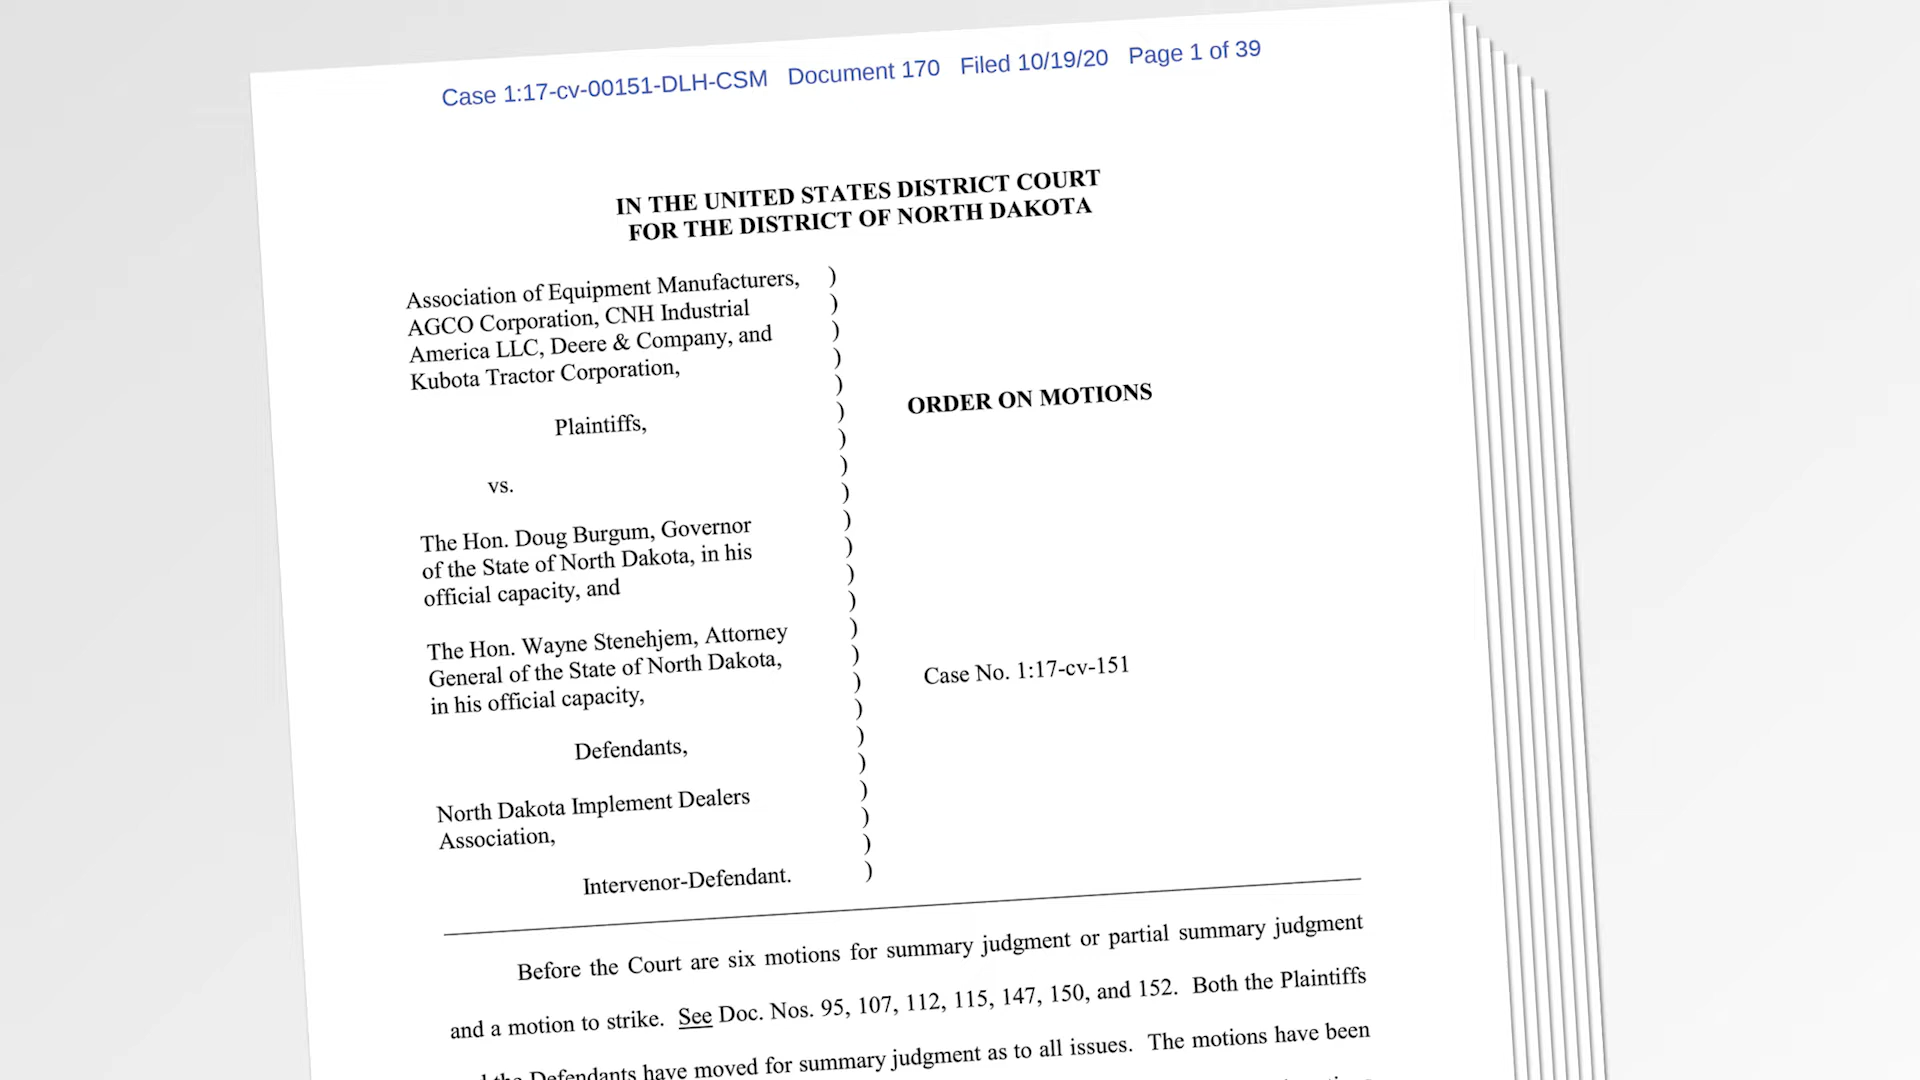 Case 1:17-cv-00151-DLH-CSM Document 170 Filed 10/19/20 Page 1 of 39
IN THE UNITED STATES DISTRICT COURT
FOR THE DISTRICT OF NORTH DAKOTA
Association of Equipment Manufacturers, )
AGCO Corporation, CNH Industrial )
America LLC, Deere & Company, and )
Kubota Tractor Corporation, )
)
ORDER ON MOTIONS
Plaintiffs, )
)
vs. )
)
The Hon. Doug Burgum, Governor )
of the State of North Dakota, in his )
official capacity, and )
)
The Hon. Wayne Stenehjem, Attorney )
General of the State of North Dakota, )
in his official capacity, )
Case No. 1:17-cv-151
)
Defendants, )
)
North Dakota Implement Dealers )
Association, )
)
Intervenor-Defendant. )
Before the Court are six motions for summary judgment or partial summary judgment
and a motion to strike. See Doc. Nos. 95, 107, 112, 115, 147, 150, and 152. Both the Plaintiffs
the Defendants have moved for summary judgment as to all issues. The motions have been